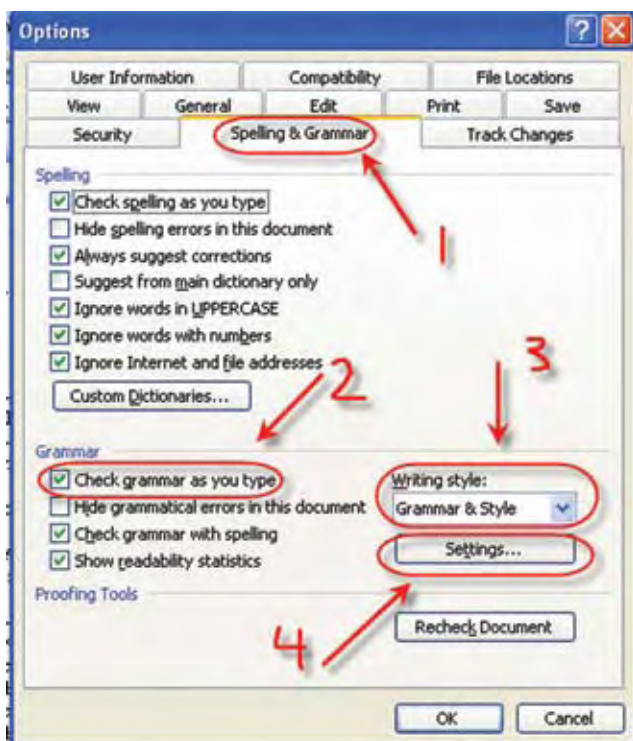 Options
User Information Compatibility File Locations
View General Edit Print Save
Security Spelling & Grammar Track Changes
Spelling
Check spelling as you type
Hide spelling errors in this document
1
Always suggest corrections
Suggest from main dictionary only
Ignore words in UPPERCASE
Ignore words with numbers
Ignore Internet and file addresses
2
3
Custom Dictionaries...
Grammar
Check grammar as you type
Writing style:
Hide grammatical errors in this document
Grammar & Style
Check grammar with spelling
Settings...
Show readability statistics
Proofing Tools
4
Recheck Document
OK Cancel